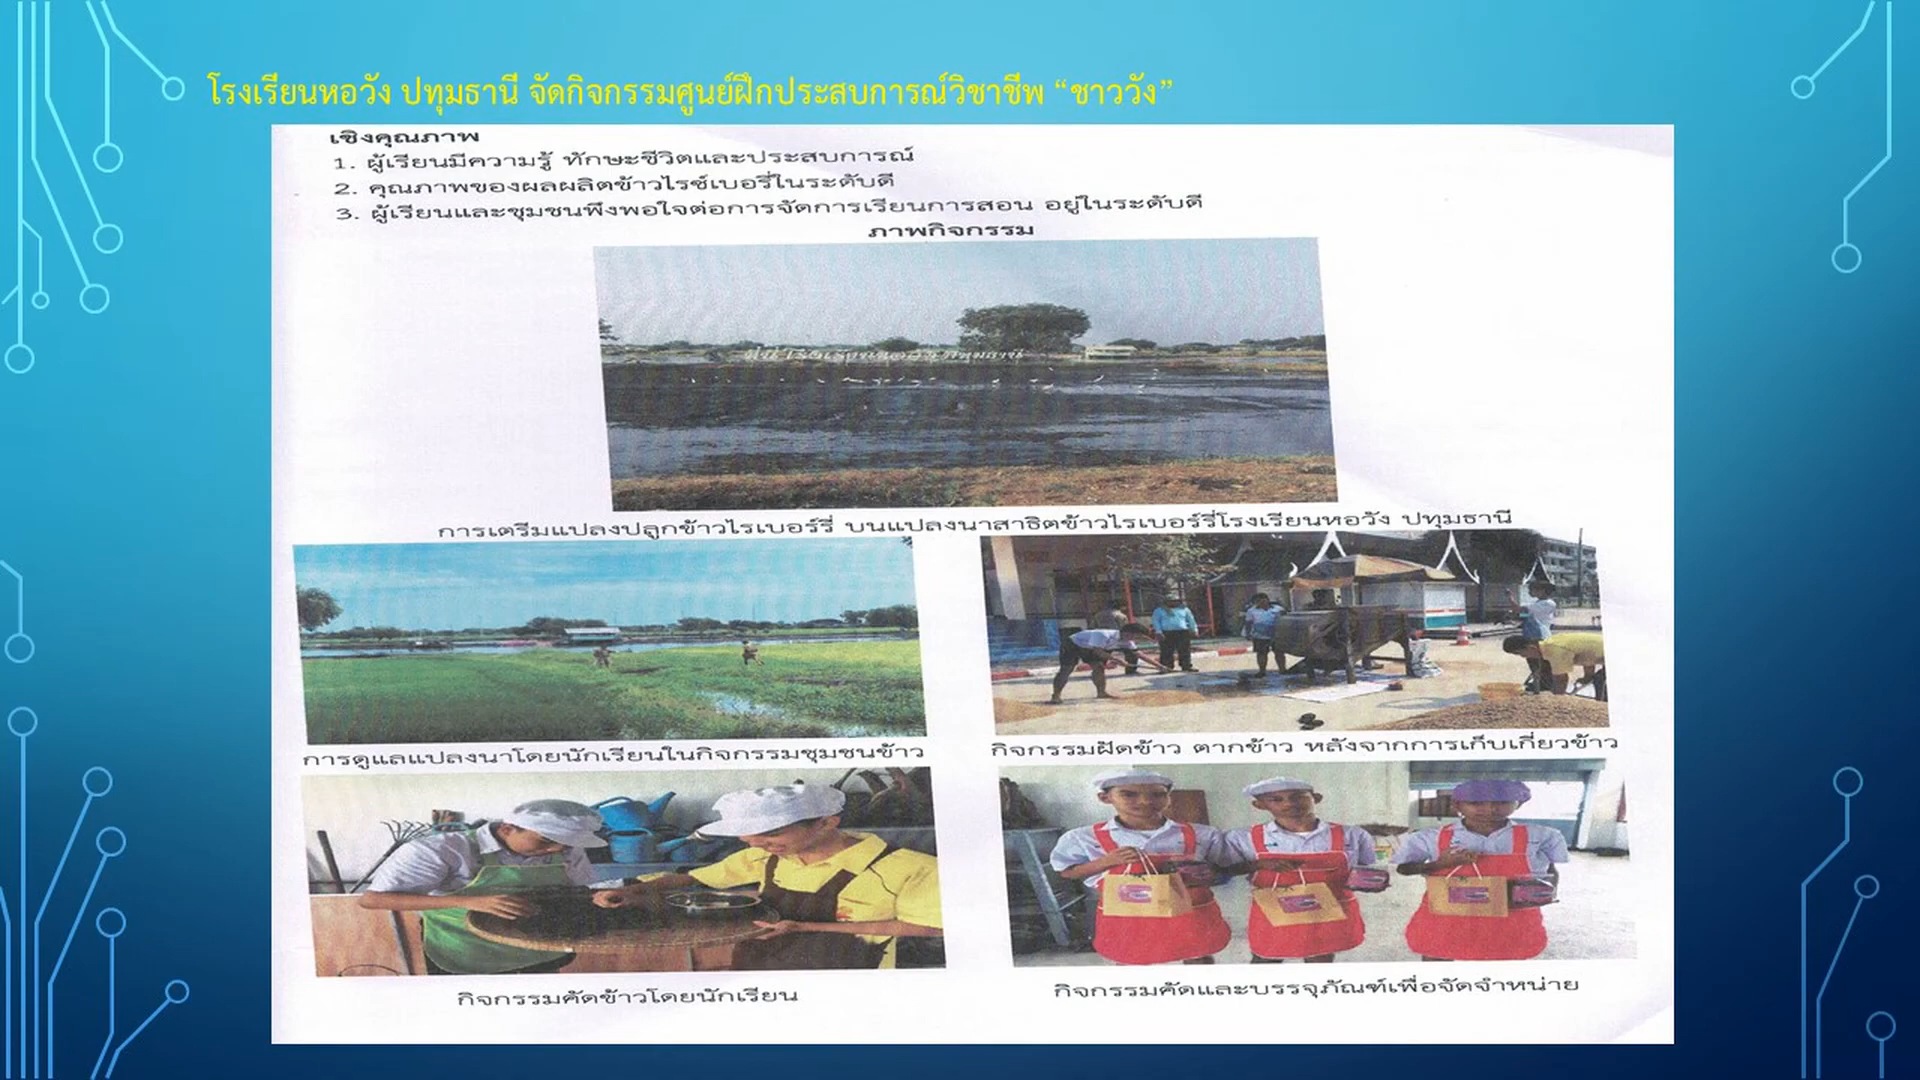 โรงเรียนหอวัง ปทุมธานี จัดกิจกรรมศูนย์ฝึกประสบการณ์วิชาชีพ “ชาววัง”
เชิงคุณภาพ
1. ผู้เรียนมีความรู้ ทักษะชีวิตและประสบการณ์
2. คุณภาพของผลผลิตข้าวไรซ์เบอรี่ในระดับดี
3. ผู้เรียนและชุมชนพึงพอใจต่อการจัดการเรียนการสอน อยู่ในระดับดี
ภาพกิจกรรม
การเตรีมแปลงปลูกข้าวไรเบอร์รี่ บนแปลงนาสาธิตข้าวไรเบอร์รี่โรงเรียนหอวัง ปทุมธานี
การดูแลแปลงนาโดยนักเรียนในกิจกรรมชุมชนข้าว
กิจกรรมฝัดข้าว ตากข้าว หลังจากการเก็บเกี่ยวข้าว
กิจกรรมคัดข้าวโดยนักเรียน
กิจกรรมคัดและบรรจุภัณฑ์เพื่อจัดจำหน่าย